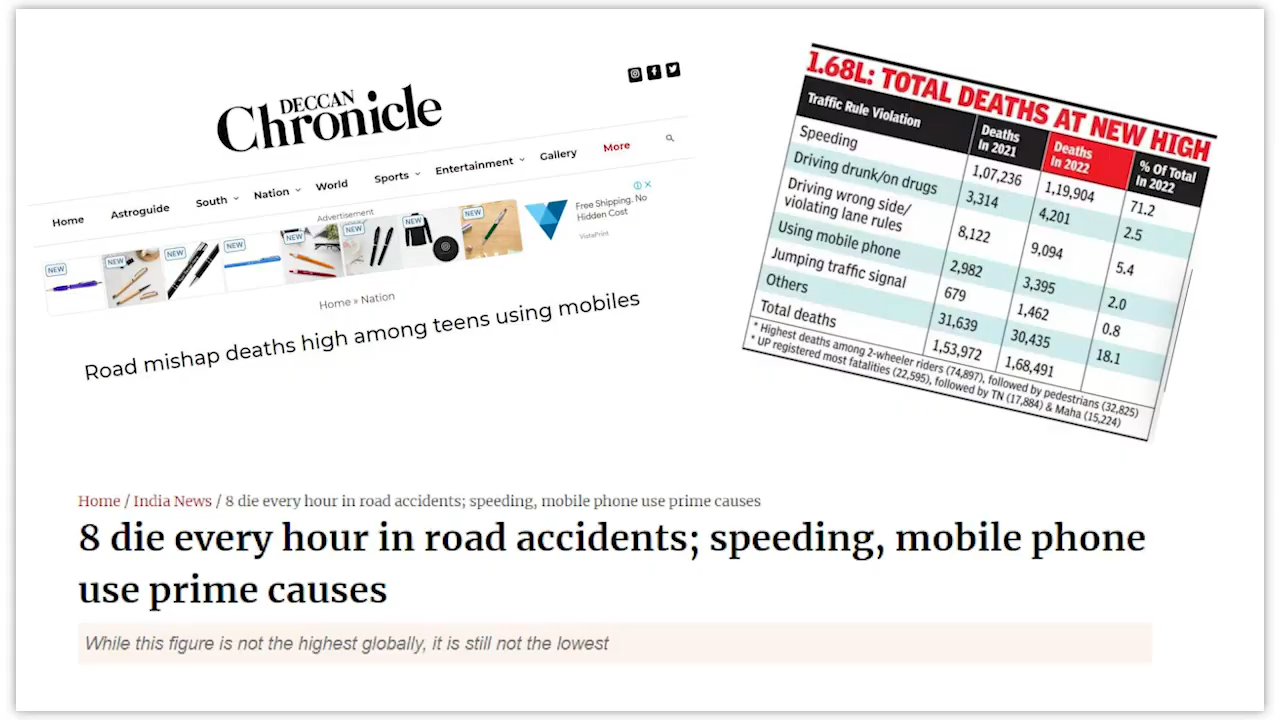 DECCAN
Chronicle
Home Astroguide South Nation World Sports Entertainment Gallery More
Advertisement
NEW NEW NEW NEW NEW NEW NEW NEW
Free Shipping. No
Hidden Cost
VistaPrint
Home » Nation
Road mishap deaths high among teens using mobiles
1.68L: TOTAL DEATHS AT NEW HIGH
Traffic Rule Violation Deaths In 2021 Deaths In 2022 % Of Total In 2022
Speeding 1,07,236 1,19,904 71.2
Driving drunk/on drugs 3,314 4,201 2.5
Driving wrong side/
violating lane rules 8,122 9,094 5.4
Using mobile phone 2,982 3,395 2.0
Jumping traffic signal 679 1,462 0.8
Others 31,639 30,435 18.1
Total deaths 1,53,972 1,68,491
* Highest deaths among 2-wheeler riders (74,897), followed by pedestrians (32,825)
* UP registered most fatalities (22,595), followed by TN (17,884) & Maha (15,224)
Home / India News / 8 die every hour in road accidents; speeding, mobile phone use prime causes
8 die every hour in road accidents; speeding, mobile phone
use prime causes
While this figure is not the highest globally, it is still not the lowest